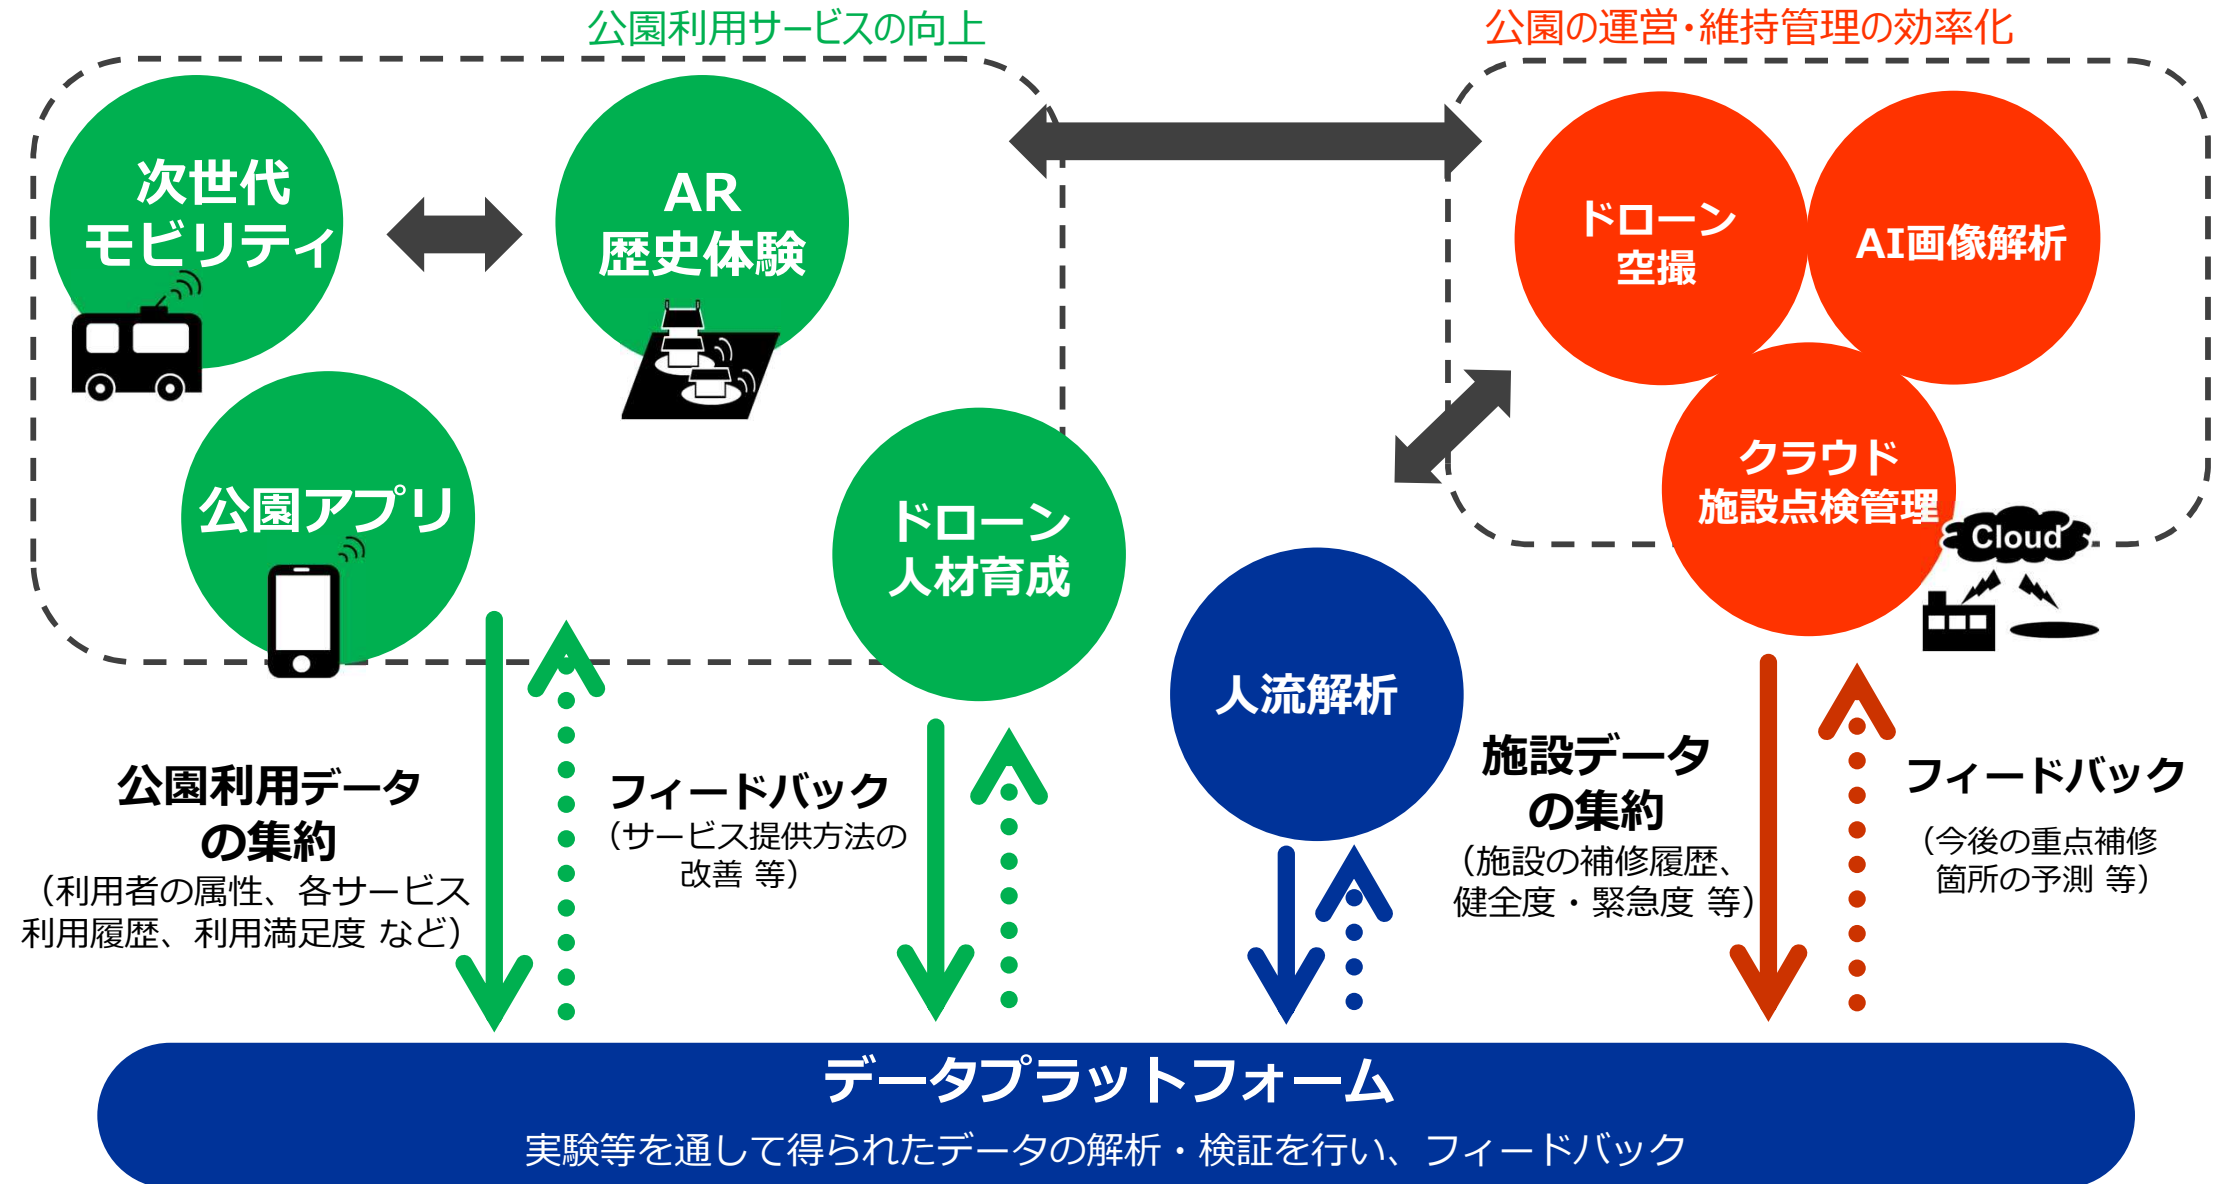 公園利用サービスの向上
公園の運営・維持管理の効率化
次世代
モビリティ
AR
歴史体験
公園アプリ
ドローン
人材育成
ドローン
空撮
AI画像解析
クラウド
施設点検管理
Cloud
人流解析
公園利用データ
の集約
（利用者の属性、各サービス
利用履歴、利用満足度 など）
フィードバック
（サービス提供方法の
改善 等）
施設データ
の集約
（施設の補修履歴、
健全度・緊急度 等）
フィードバック
（今後の重点補修
箇所の予測 等）
データプラットフォーム
実験等を通して得られたデータの解析・検証を行い、フィードバック